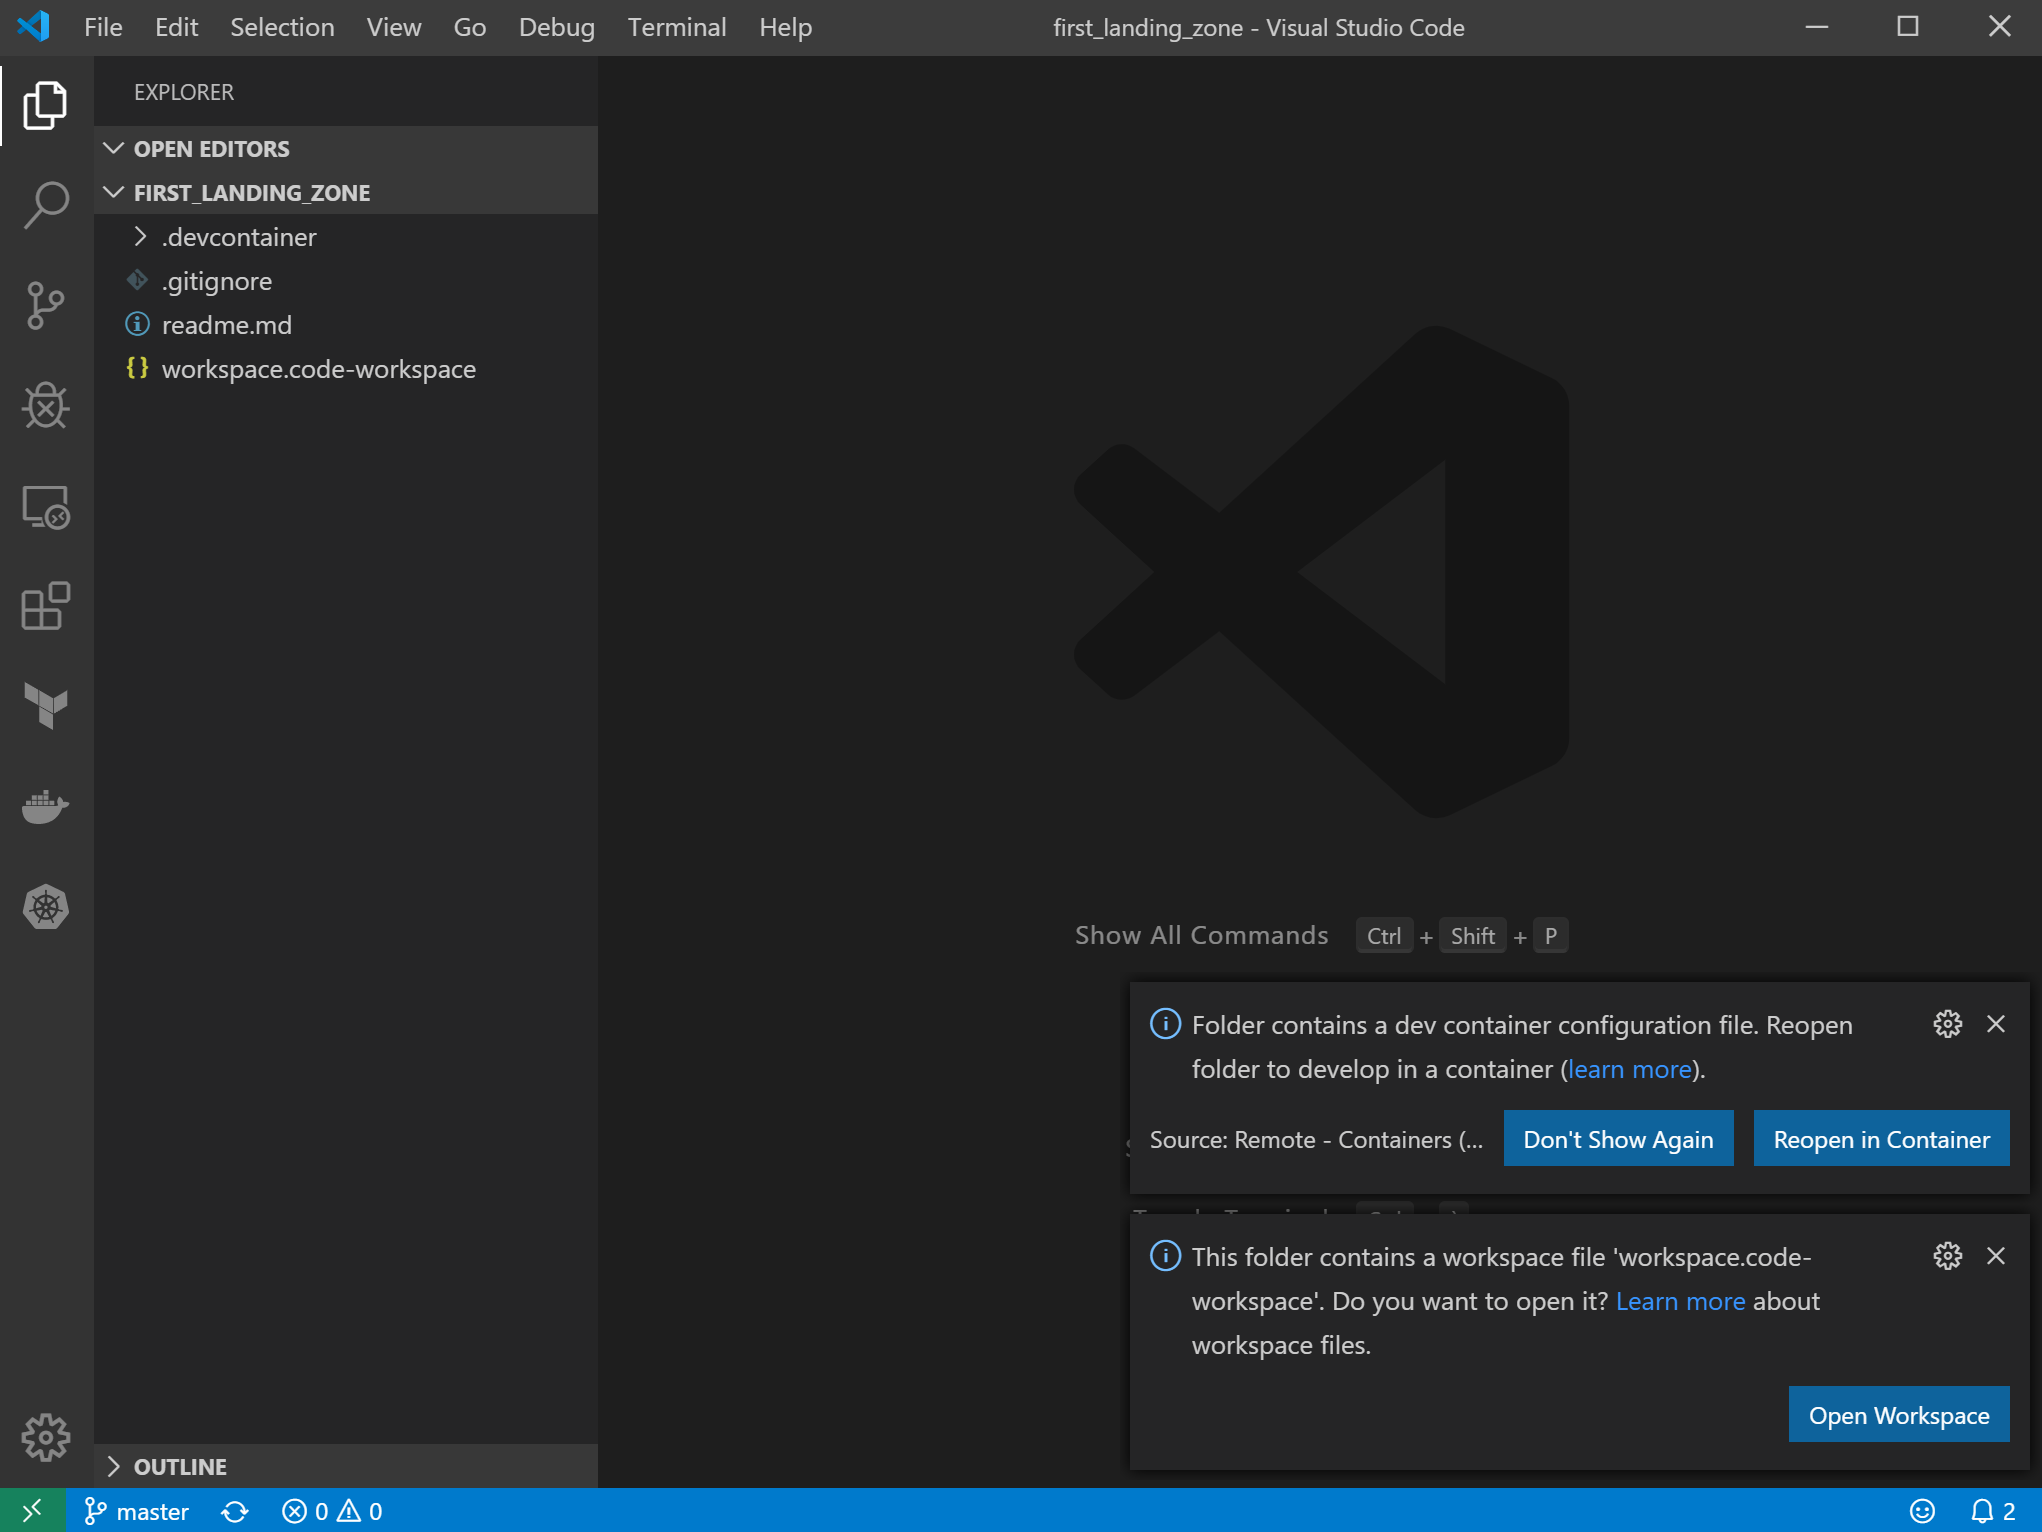 File Edit Selection View Go Debug Terminal Help
first_landing_zone - Visual Studio Code
EXPLORER
OPEN EDITORS
FIRST_LANDING_ZONE
.devcontainer
.gitignore
readme.md
workspace.code-workspace
Show All Commands Ctrl + Shift + P
Folder contains a dev container configuration file. Reopen
folder to develop in a container (learn more).
Source: Remote - Containers (...
Don't Show Again
Reopen in Container
This folder contains a workspace file 'workspace.code-
workspace'. Do you want to open it? Learn more about
workspace files.
Open Workspace
OUTLINE
master
0
0
2